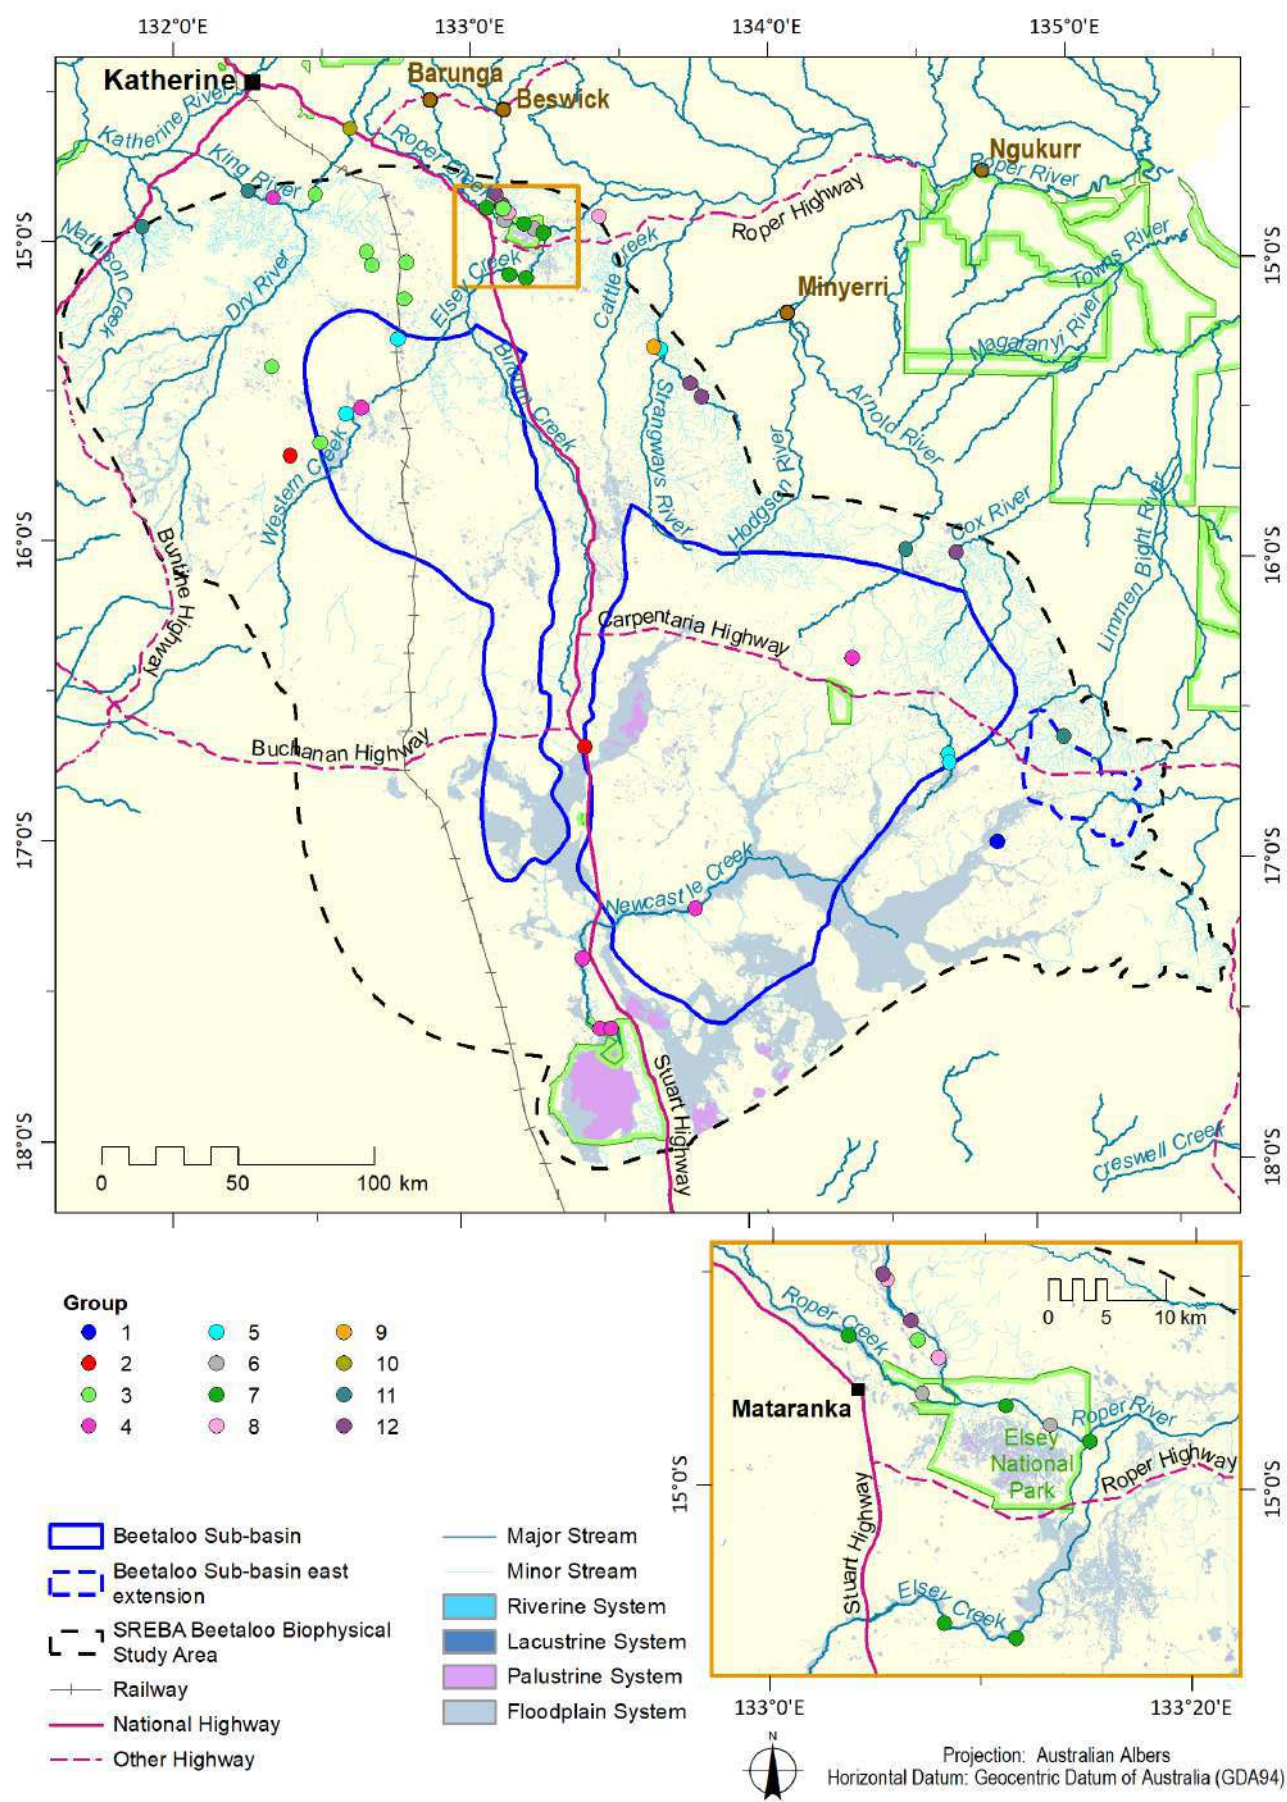 132°0'E 133°0'E 134°0'E 135°0'E
Katherine
Barunga
Beswick
Ngukurr
Katherine River
King River
Roper Creek
Roper River
Roper Highway
15°0'S
15°0'S
Mathison Creek
Dry River
Elsey Creek
Cattle Creek
Minyerri
Towns River
Magaranyi River
Birdum Creek
Strangways River
Arnold River
Western Creek
Hodgson River
Cox River
Limmen Bight River
16°0'S
16°0'S
Buntine Highway
Carpentaria Highway
Buchanan Highway
17°0'S
17°0'S
Newcastle Creek
Stuart Highway
18°0'S
18°0'S
Creswell Creek
0 50 100 km
Group
1 5 9
2 6 10
3 7 11
4 8 12
Beetaloo Sub-basin
Beetaloo Sub-basin east
extension
SREBA Beetaloo Biophysical
Study Area
Railway
National Highway
Other Highway
Major Stream
Minor Stream
Riverine System
Lacustrine System
Palustrine System
Floodplain System
Roper Creek
0 5 10 km
Mataranka
Roper River
Elsey
National
Park
Roper Highway
15°0'S
15°0'S
Stuart Highway
Elsey Creek
133°0'E 133°20'E
N
Projection: Australian Albers
Horizontal Datum: Geocentric Datum of Australia (GDA94)